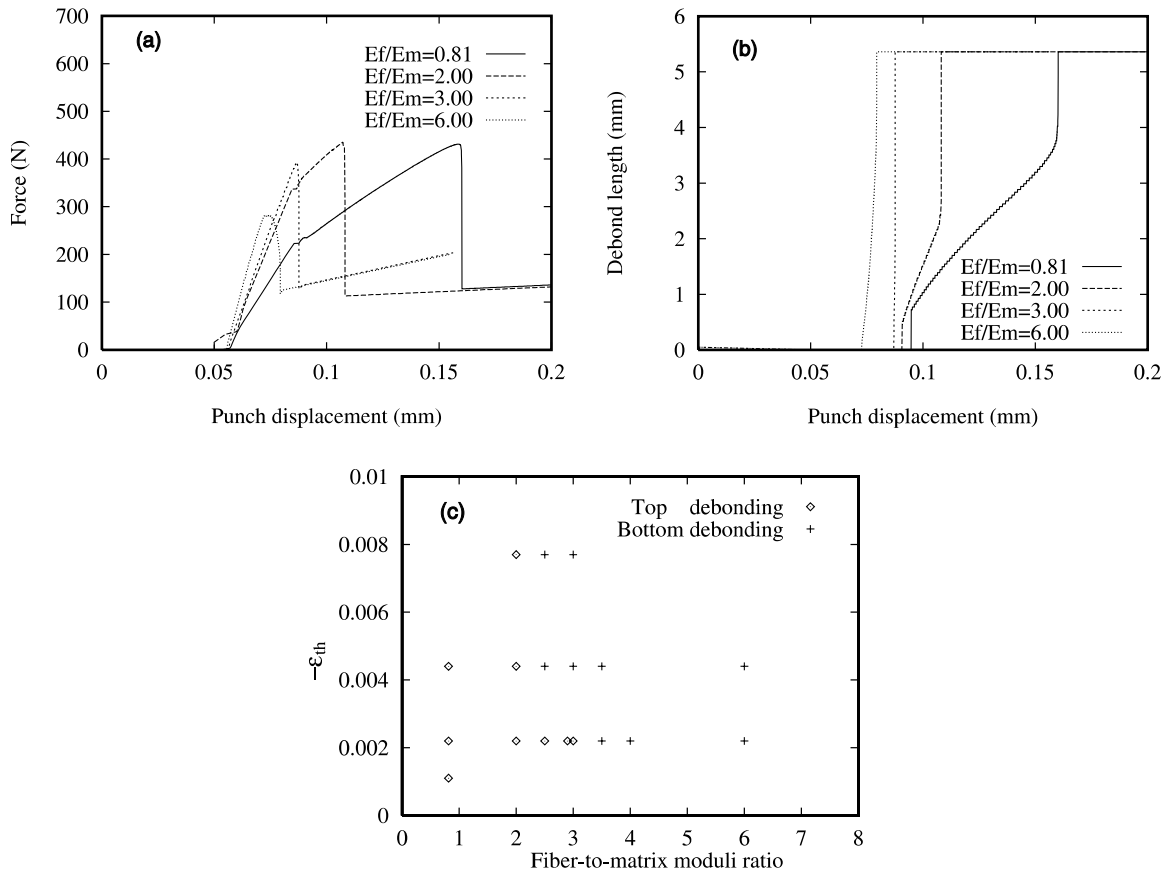 700
600
500
400
300
200
100
0
Force (N)
(a)
Ef/Em=0.81
Ef/Em=2.00
Ef/Em=3.00
Ef/Em=6.00
0 0.05 0.1 0.15 0.2
Punch displacement (mm)
6
5
4
3
2
1
0
Debond length (mm)
(b)
Ef/Em=0.81
Ef/Em=2.00
Ef/Em=3.00
Ef/Em=6.00
0 0.05 0.1 0.15 0.2
Punch displacement (mm)
0.01
0.008
0.006
0.004
0.002
0
−εth
(c)
Top debonding
Bottom debonding
0 1 2 3 4 5 6 7 8
Fiber-to-matrix moduli ratio